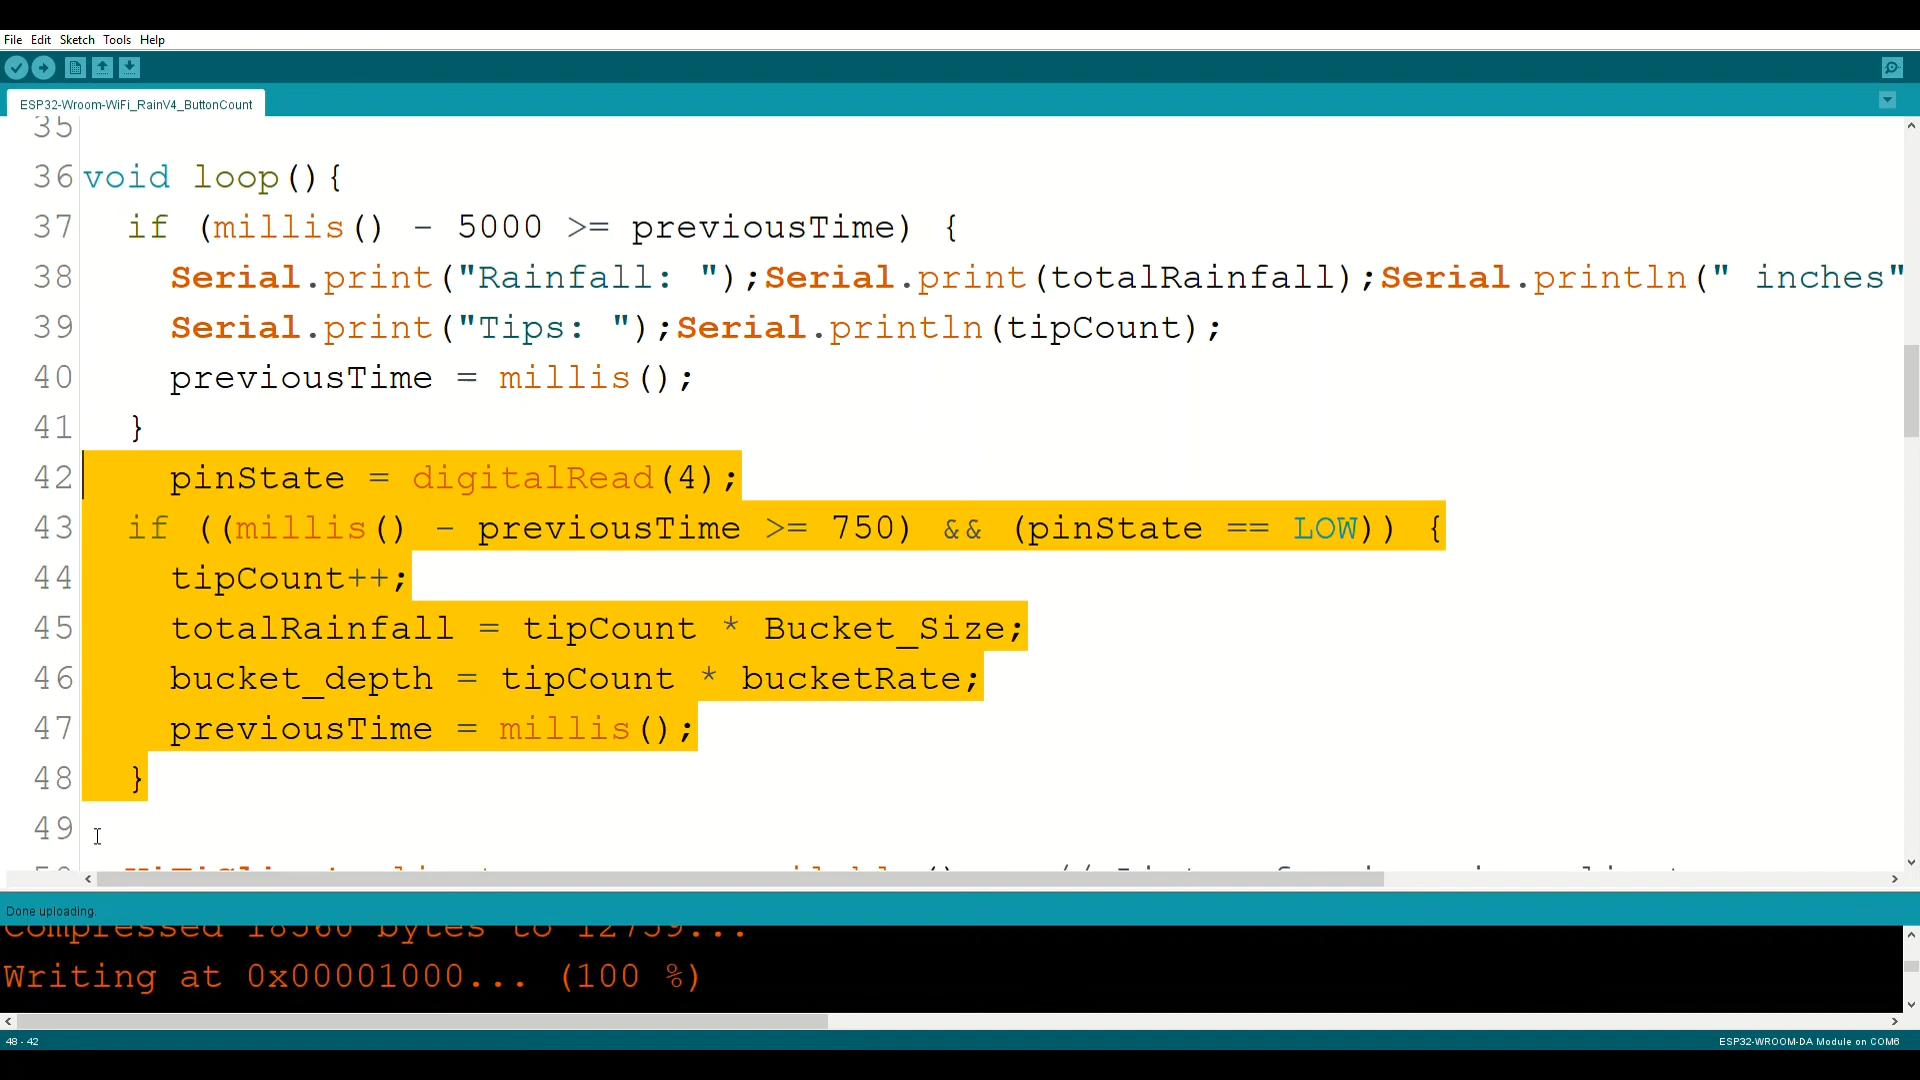 File Edit Sketch Tools Help
ESP32-Wroom-WiFi_RainV4_ButtonCount
35
36 void loop(){
37 if (millis() - 5000 >= previousTime) {
38 Serial.print("Rainfall: ");Serial.print(totalRainfall);Serial.println(" inches"
39 Serial.print("Tips: ");Serial.println(tipCount);
40 previousTime = millis();
41 }
42 pinState = digitalRead(4);
43 if ((millis() - previousTime >= 750) && (pinState == LOW)) {
44 tipCount++;
45 totalRainfall = tipCount * Bucket_Size;
46 bucket_depth = tipCount * bucketRate;
47 previousTime = millis();
48 }
49
Done uploading.
Compressed 18560 bytes to 12759...
Writing at 0x00001000... (100 %)
48 - 42
ESP32-WROOM-DA Module on COM6